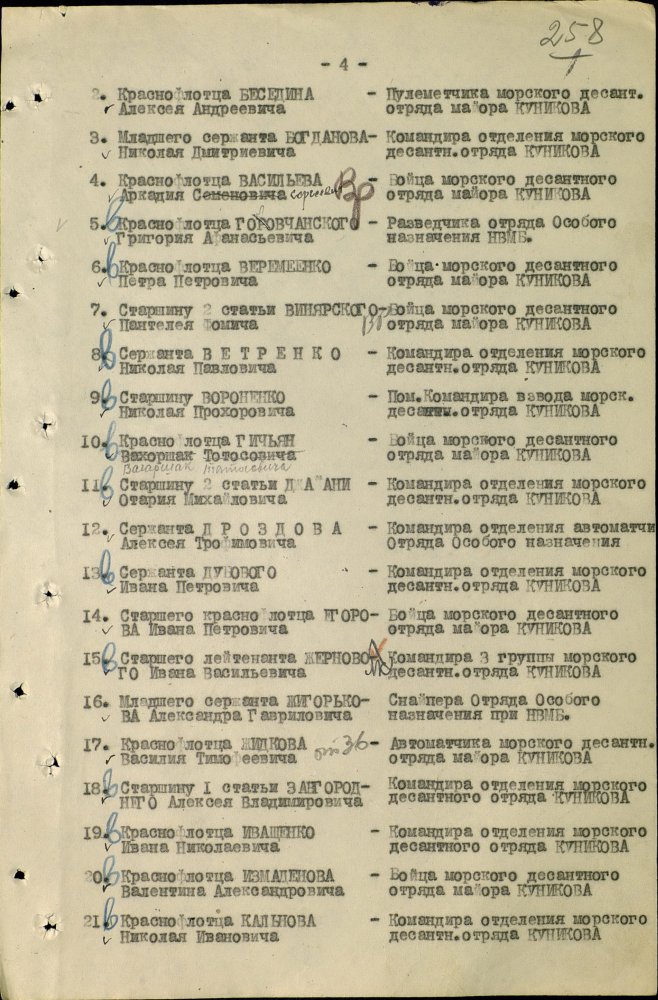 258
- 4 -
2. Краснофлотца БЕСЕДИНА - Пулеметчика морского десант.
Алексея Андреевича отряда майора КУНИКОВА
3. Младшего сержанта БОГДАНОВА- Командира отделения морского
Николая Дмитриевича десантн.отряда КУНИКОВА
4. Краснофлотца ВАСИЛЬЕВА - Бойца морского десантного
Аркадия Семеновича отряда майора КУНИКОВА
5. Краснофлотца ГОЛОВЧАНСКОГО - Разведчика отряда Особого
Григория Афанасьевича назначения НВМБ.
6. Краснофлотца ВЕРЕМЕЕНКО - Бойца морского десантного
Петра Петровича отряда майора КУНИКОВА
7. Старшину 2 статьи ВИНЯРСКОГО- Бойца морского десантного
Пантелея Фомича отряда майора КУНИКОВА
8. Сержанта В Е Т Р Е Н К О - Командира отделения морского
Николая Павловича десантн.отряда КУНИКОВА
9. Старшину ВОРОНЕНКО - Пом.Командира взвода морск.
Николая Прохоровича десантн.отряда КУНИКОВА
10. Краснофлотца ГИЧЬЯН - Бойца морского десантного
Вахоршак Тотосовича отряда майора КУНИКОВА
Вагаршак Татосовича
11. Старшину 2 статьи ДЖАЙАНИ - Командира отделения морского
Отария Михайловича десантн.отряда КУНИКОВА
12. Сержанта Д Р О З Д О В А - Командира отделения автоматчи
Алексея Трофимовича Отряда Особого назначения
13. Сержанта ДУБОВОГО - Командира отделения морского
Ивана Петровича десантн.отряда КУНИКОВА
14. Старшего краснофлотца ЕГОРО- Бойца морского десантного
ВА Ивана Петровича отряда майора КУНИКОВА
15. Старшего лейтенанта ЖЕРНОВО- Командира 3 группы морского
ГО Ивана Васильевича десантн.отряда КУНИКОВА
16. Младшего сержанта ЖИГОРЬКО- Снайпера Отряда Особого
ВА Александра Гавриловича назначения при НВМБ.
17. Краснофлотца ЖИДКОВА - Автоматчика морского десантн.
Василия Тимофеевича отряда майора КУНИКОВА
18. Старшину I статьи ЗАНГОРОД- Командира отделения морского
НЕГО Алексея Владимировича десантного отряда КУНИКОВА
19. Краснофлотца ИВАЩЕНКО - Командира отделения морского
Ивана Николаевича десантного отряда КУНИКОВА
20. Краснофлотца ИЗМАДЕНОВА - Бойца морского десантного
Валентина Александровича отряда майора КУНИКОВА
21. Краснофлотца КАЛЬНОВА - Командира отделения морского
Николая Ивановича десантн.отряда КУНИКОВА